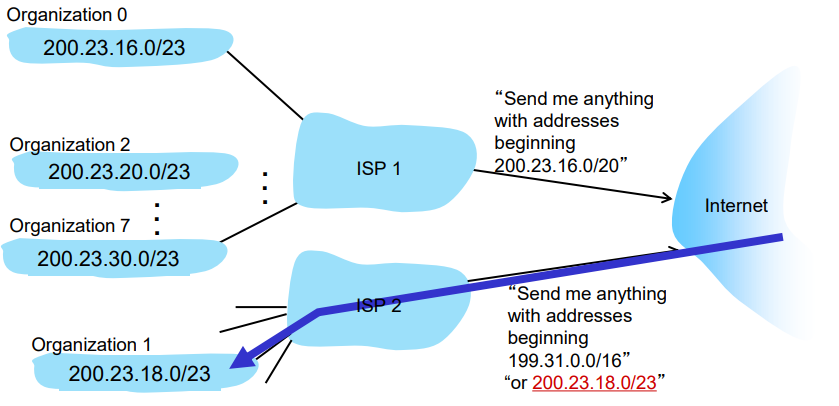 Organization 0
200.23.16.0/23
Organization 2
200.23.20.0/23
Organization 7
200.23.30.0/23
Organization 1
200.23.18.0/23
ISP 1
ISP 2
“Send me anything
with addresses
beginning
200.23.16.0/20”
Internet
“Send me anything
with addresses
beginning
199.31.0.0/16”
“or 200.23.18.0/23”